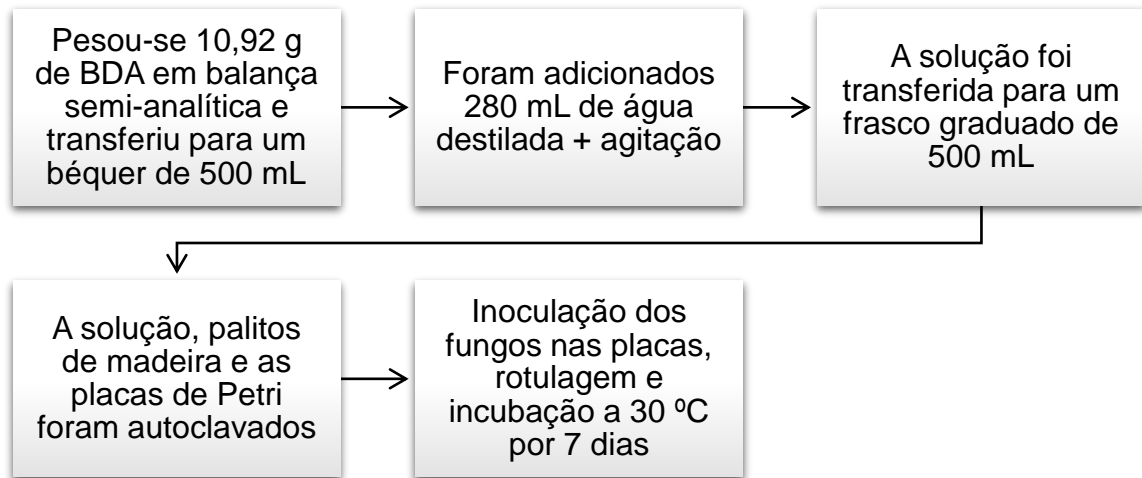 Pesou-se 10,92 g
de BDA em balança
semi-analítica e
transferiu para um
béquer de 500 mL
Foram adicionados
280 mL de água
destilada + agitação
A solução foi
transferida para um
frasco graduado de
500 mL
A solução, palitos
de madeira e as
placas de Petri
foram autoclavados
Inoculação dos
fungos nas placas,
rotulagem e
incubação a 30 ºC
por 7 dias